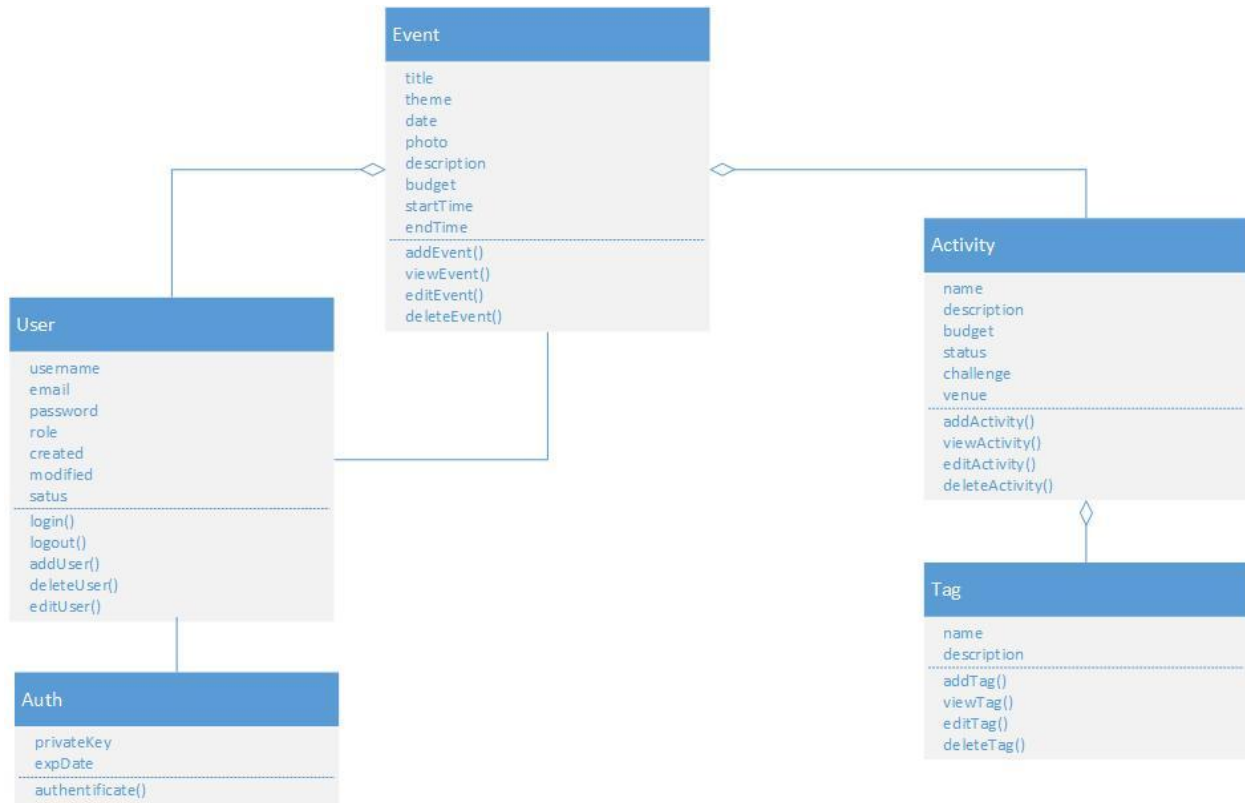 Event
title
theme
date
photo
description
budget
startTime
endTime
addEvent()
viewEvent()
editEvent()
deleteEvent()
User
username
email
password
role
created
modified
satus
login()
logout()
addUser()
deleteUser()
editUser()
Auth
privateKey
expDate
authentificate()
Activity
name
description
budget
status
challenge
venue
addActivity()
viewActivity()
editActivity()
deleteActivity()
Tag
name
description
addTag()
viewTag()
editTag()
deleteTag()